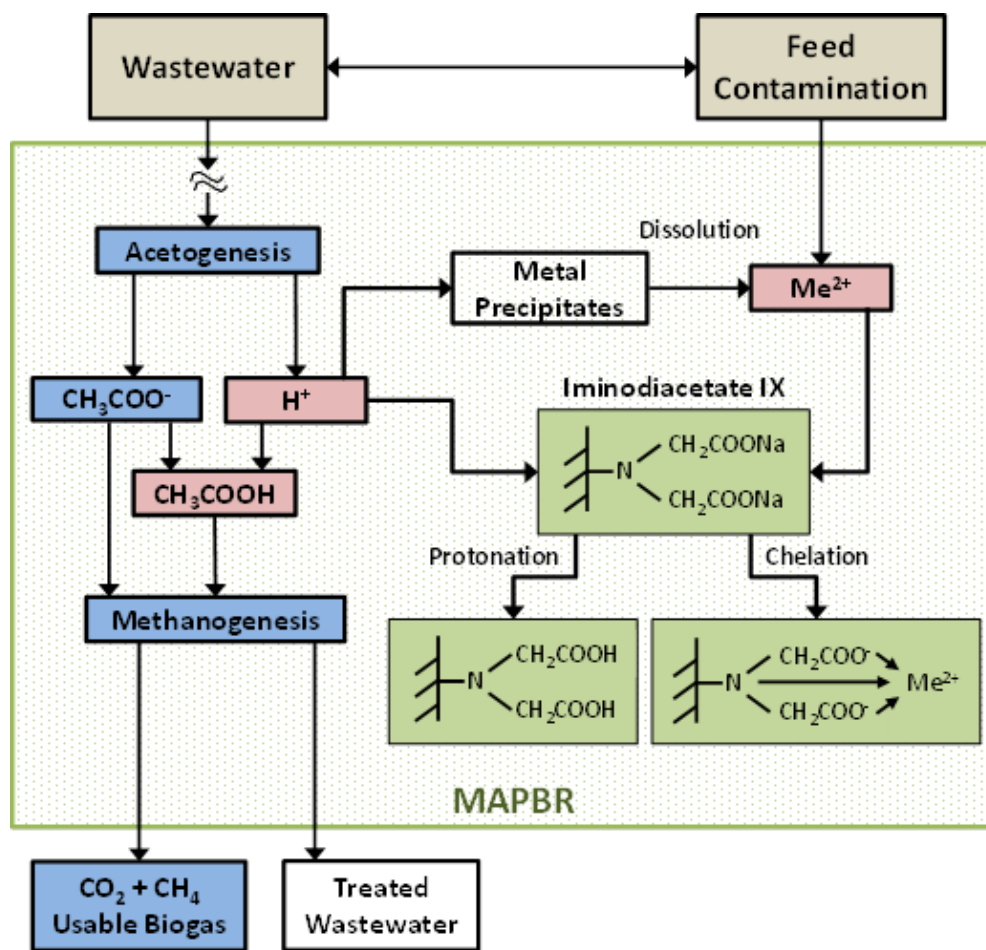 Wastewater
Feed
Contamination
Acetogenesis
Dissolution
Metal
Precipitates
Me²⁺
CH₃COO⁻
H⁺
Iminodiacetate IX
N
CH₂COONa
CH₂COONa
CH₃COOH
Protonation
Chelation
Methanogenesis
N
CH₂COOH
CH₂COOH
N
CH₂COO⁻
CH₂COO⁻
Me²⁺
MAPBR
CO₂ + CH₄
Usable Biogas
Treated
Wastewater